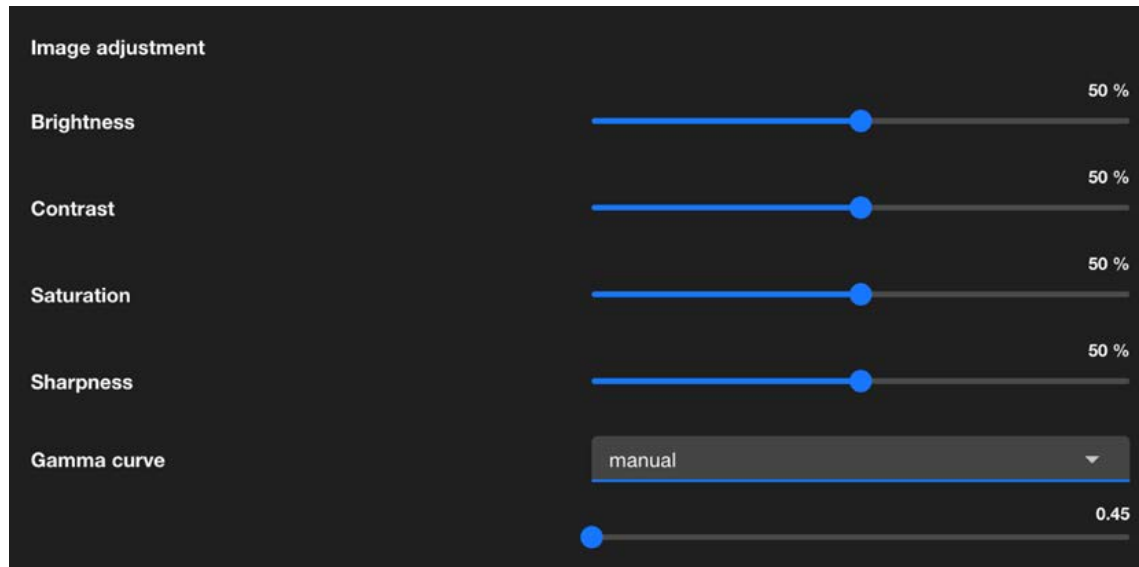 Image adjustment
50 %
Brightness
50 %
Contrast
50 %
Saturation
50 %
Sharpness
Gamma curve
manual
0.45